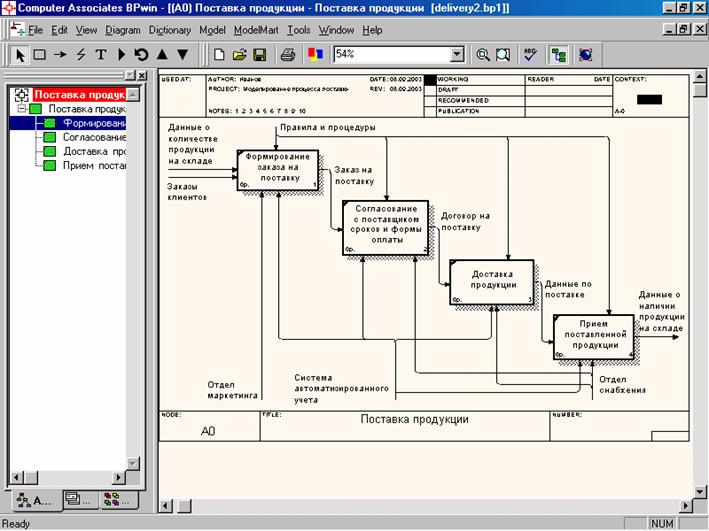 Computer Associates BPwin - [(A0) Поставка продукции - Поставка продукции [delivery2.bp1]]
File Edit View Diagram Dictionary Model ModelMart Tools Window Help
54%
Поставка продук
Поставка продук
Формировани
Согласование
Доставка про
Прием постав
A...
USED AT:
AUTHOR: Иванов
DATE: 08.09.2003
WORKING
READER
DATE
CONTEXT:
PROJECT: Моделирование процесса поставки
REV: 08.09.2003
DRAFT
RECOMMENDED
NOTES: 1 2 3 4 5 6 7 8 9 10
PUBLICATION
A-0
Данные о
количестве
продукции
на складе
Правила и процедуры
Заказы
клиентов
Формирование
заказа на
поставку
0р.
1
Заказ на
поставку
Согласование
с поставщиком
сроков и формы
оплаты
0р.
2
Договор на
поставку
Доставка
продукции
0р.
3
Данные по
поставке
Прием
поставленной
продукции
0р.
4
Данные о
наличии
продукции
на складе
Отдел
маркетинга
Система
автоматизированного
учета
Отдел
снабжения
NODE:
A0
TITLE:
Поставка продукции
NUMBER:
Ready
NUM